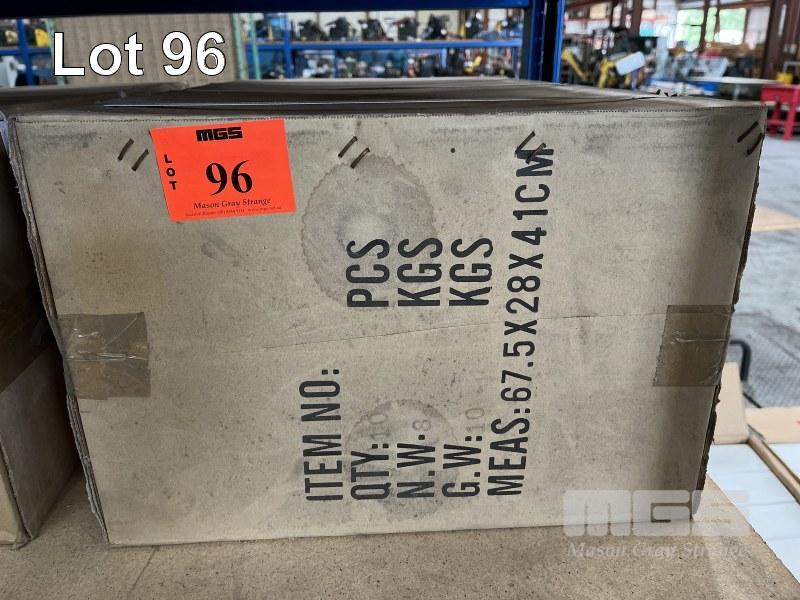 Lot 96
MGS
LOT
96
Mason Gray Strange
ITEM NO:
QTY: 10 PCS
N.W. 8 KGS
G.W: 10 KGS
MEAS: 67.5X28X41CM
MGS
Mason Gray Strange